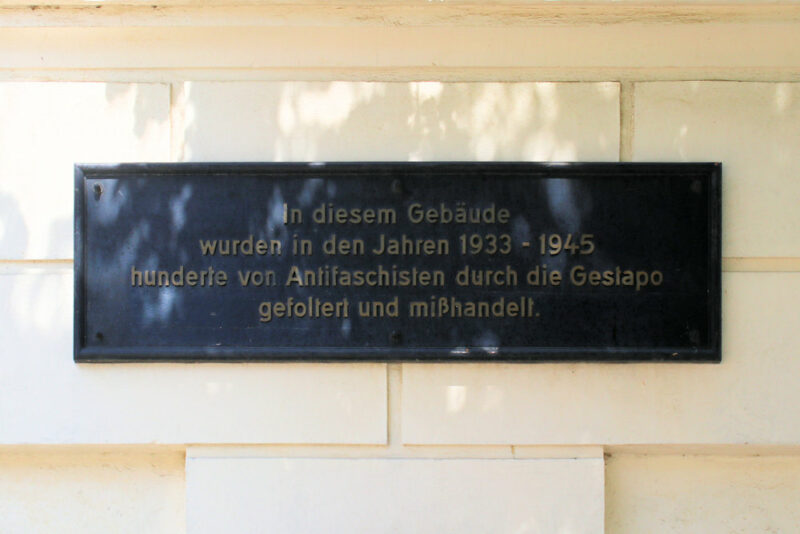 In diesem Gebäude
wurden in den Jahren 1933 - 1945
hunderte von Antifaschisten durch die Gestapo
gefoltert und mißhandelt.